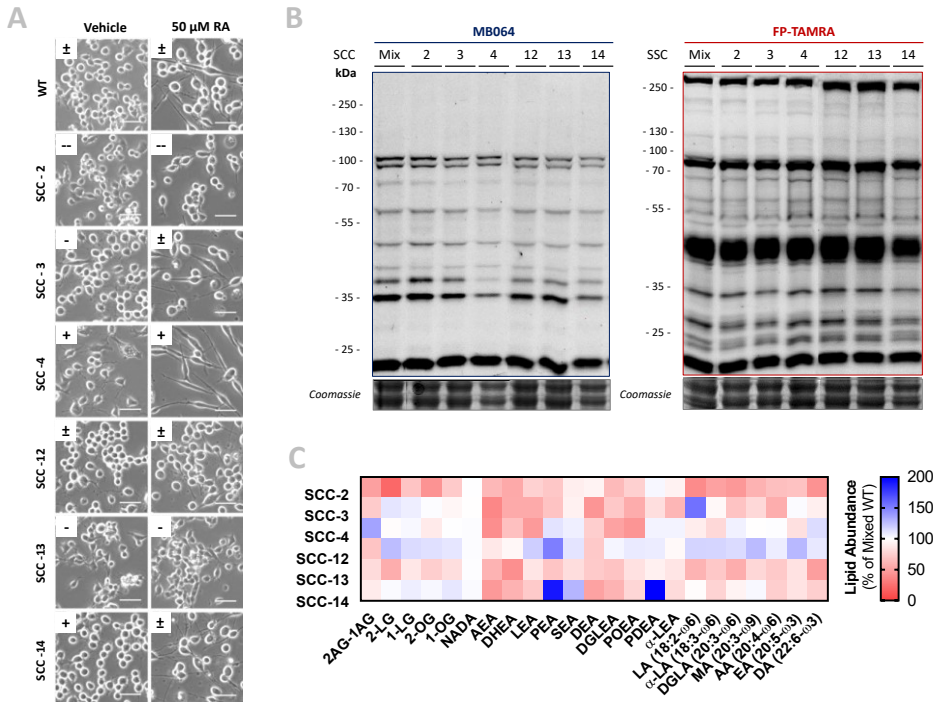 A
Vehicle
50 µM RA
WT
± ±
SCC - 2
-- --
SCC - 3
- ±
SCC-4
+ +
SCC-12
± ±
SCC-13
- -
SCC-14
+ ±
B
MB064
SCC Mix 2 3 4 12 13 14
kDa
- 250 -
- 130 -
- 100 -
- 70 -
- 55 -
- 35 -
- 25 -
Coomassie
FP-TAMRA
SSC Mix 2 3 4 12 13 14
- 250 -
- 130 -
100 -
- 70 -
- 55 -
- 35 -
- 25 -
Coomassie
C
SCC-2
SCC-3
SCC-4
SCC-12
SCC-13
SCC-14
2AG-1AG
2-LG
1-LG
2-OG
1-OG
NADA
AEA
DHEA
LEA
PEA
SEA
DEA
DGLEA
POEA
PDEA
α-LEA
LA (18:2-ω6)
α-LA (18:3-ω6)
DGLA (20:3-ω6)
MA (20:3-ω9)
AA (20:4-ω6)
EA (20:5-ω3)
DA (22:6-ω3)
200
150
100
50
0
Lipid Abundance
(% of Mixed WT)